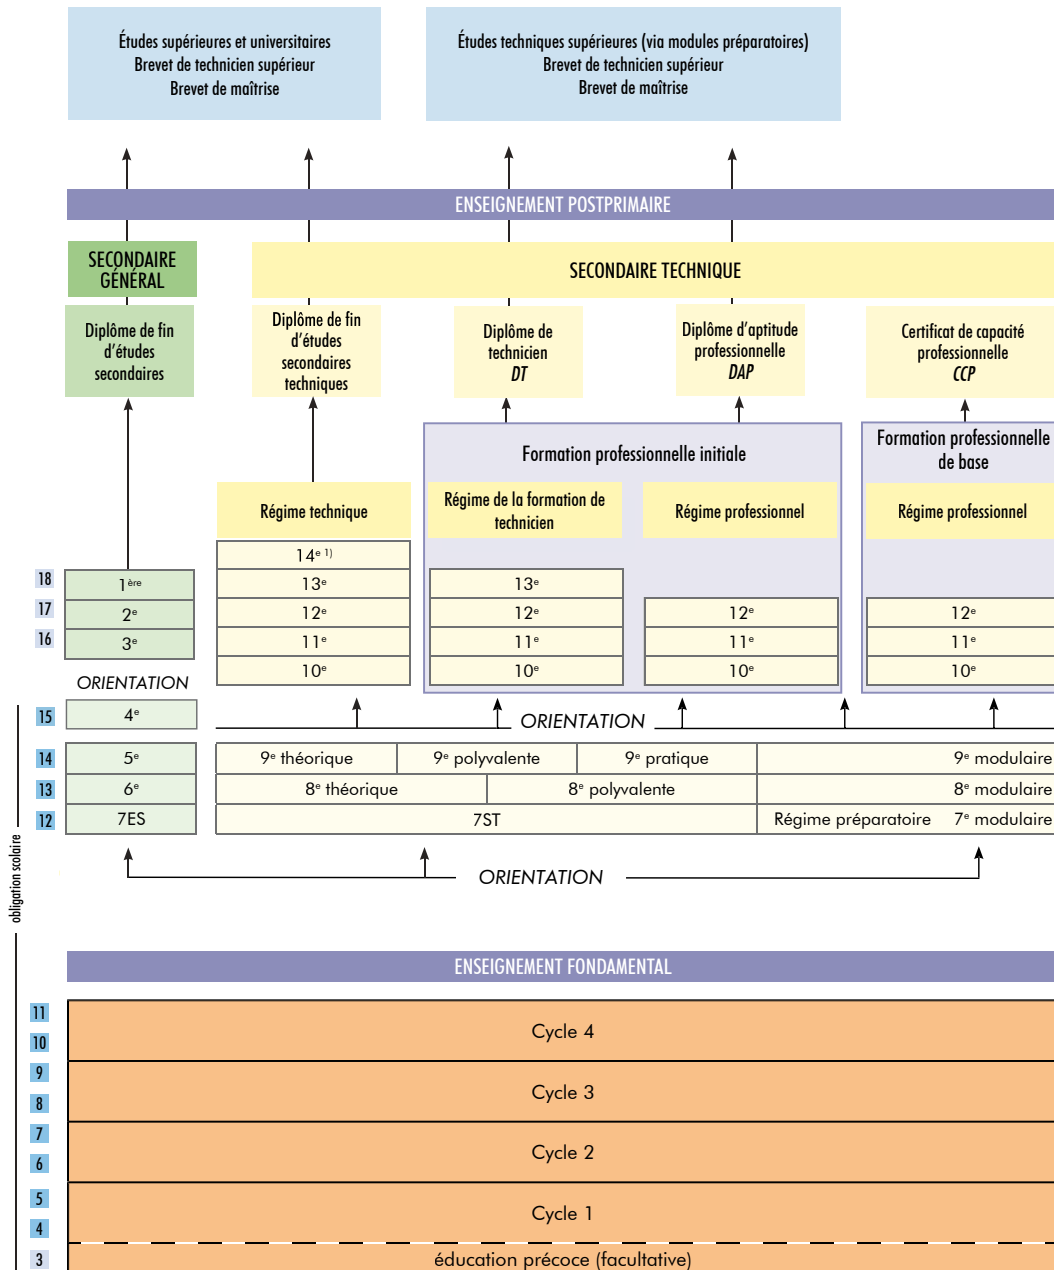 Études supérieures et universitaires
Brevet de technicien supérieur
Brevet de maîtrise
Études techniques supérieures (via modules préparatoires)
Brevet de technicien supérieur
Brevet de maîtrise
ENSEIGNEMENT POSTPRIMAIRE
SECONDAIRE
GÉNÉRAL
SECONDAIRE TECHNIQUE
Diplôme de fin
d'études
secondaires
Diplôme de fin
d'études
secondaires
techniques
Diplôme de
technicien
DT
Diplôme d'aptitude
professionnelle
DAP
Certificat de capacité
professionnelle
CCP
Formation professionnelle initiale
Formation professionnelle
de base
Régime technique
Régime de la formation de
technicien
Régime professionnel
Régime professionnel
14e 1)
18 1ère 13e 13e
17 2e 12e 12e 12e 12e
16 3e 11e 11e 11e 11e
10e 10e 10e 10e
ORIENTATION
15 4e
ORIENTATION
14 5e 9e théorique 9e polyvalente 9e pratique 9e modulaire
13 6e 8e théorique 8e polyvalente 8e modulaire
12 7ES 7ST Régime préparatoire 7e modulaire
obligation scolaire
ORIENTATION
ENSEIGNEMENT FONDAMENTAL
11
Cycle 4
10
9
Cycle 3
8
7
Cycle 2
6
5
Cycle 1
4
3 éducation précoce (facultative)